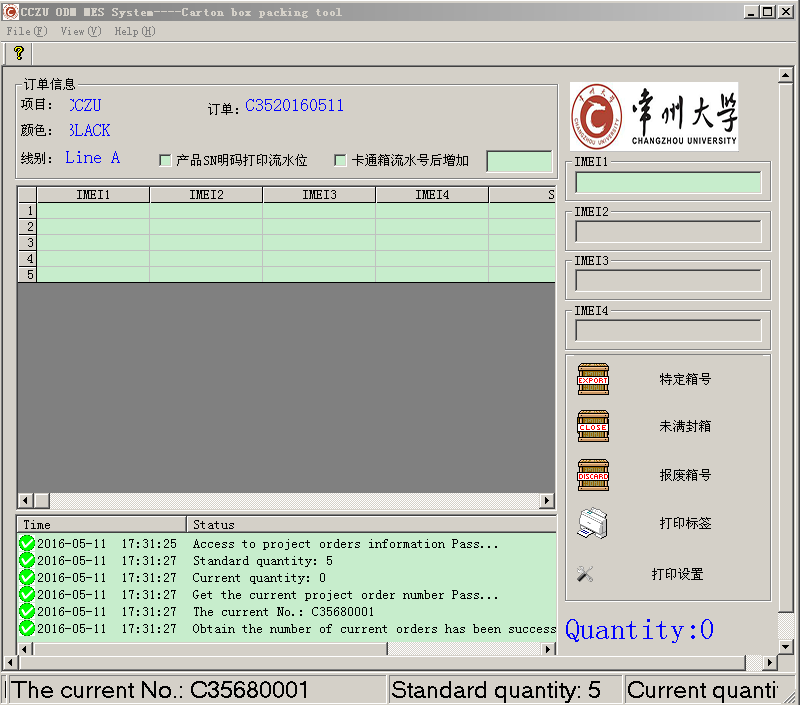 CCZU ODM MES System----Carton box packing tool
File(F) View(V) Help(H)
订单信息
项目: CCZU 订单: C3520160511
颜色: BLACK
线别: Line A 产品SN明码打印流水位 卡通箱流水号后增加
常州大学
CHANGZHOU UNIVERSITY
IMEI1 IMEI2 IMEI3 IMEI4 S
1
2
3
4
5
IMEI1
IMEI2
IMEI3
IMEI4
EXPORT 特定箱号
CLOSE 未满封箱
DISCARD 报废箱号
打印标签
打印设置
Quantity:0
Time Status
2016-05-11 17:31:25 Access to project orders information Pass...
2016-05-11 17:31:27 Standard quantity: 5
2016-05-11 17:31:27 Current quantity: 0
2016-05-11 17:31:27 Get the current project order number Pass...
2016-05-11 17:31:27 The current No.: C35680001
2016-05-11 17:31:27 Obtain the number of current orders has been success
The current No.: C35680001 Standard quantity: 5 Current quanti